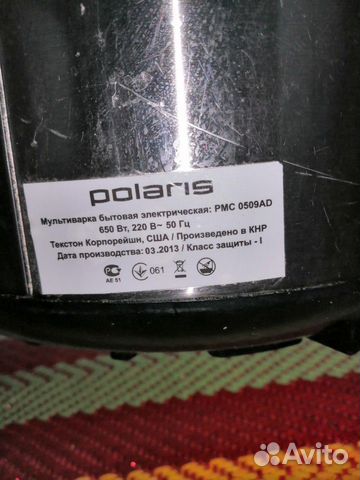 polaris
Мультиварка бытовая электрическая: PMC 0509AD
650 Вт, 220 В~ 50 Гц
Текстон Корпорейшн, США / Произведено в КНР
Дата производства: 03.2013 / Класс защиты - I
АЕ 51
061
Avito